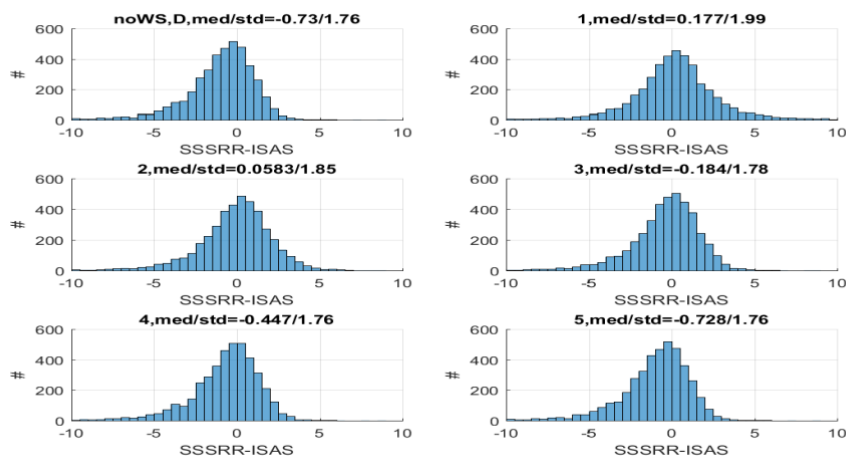 noWS,D,med/std=-0.73/1.76
600
400
200
0
#
-10 -5 0 5 10
SSSRR-ISAS
1,med/std=0.177/1.99
600
400
200
0
#
-10 -5 0 5 10
SSSRR-ISAS
2,med/std=0.0583/1.85
600
400
200
0
#
-10 -5 0 5 10
SSSRR-ISAS
3,med/std=-0.184/1.78
600
400
200
0
#
-10 -5 0 5 10
SSSRR-ISAS
4,med/std=-0.447/1.76
600
400
200
0
#
-10 -5 0 5 10
SSSRR-ISAS
5,med/std=-0.728/1.76
600
400
200
0
#
-10 -5 0 5 10
SSSRR-ISAS